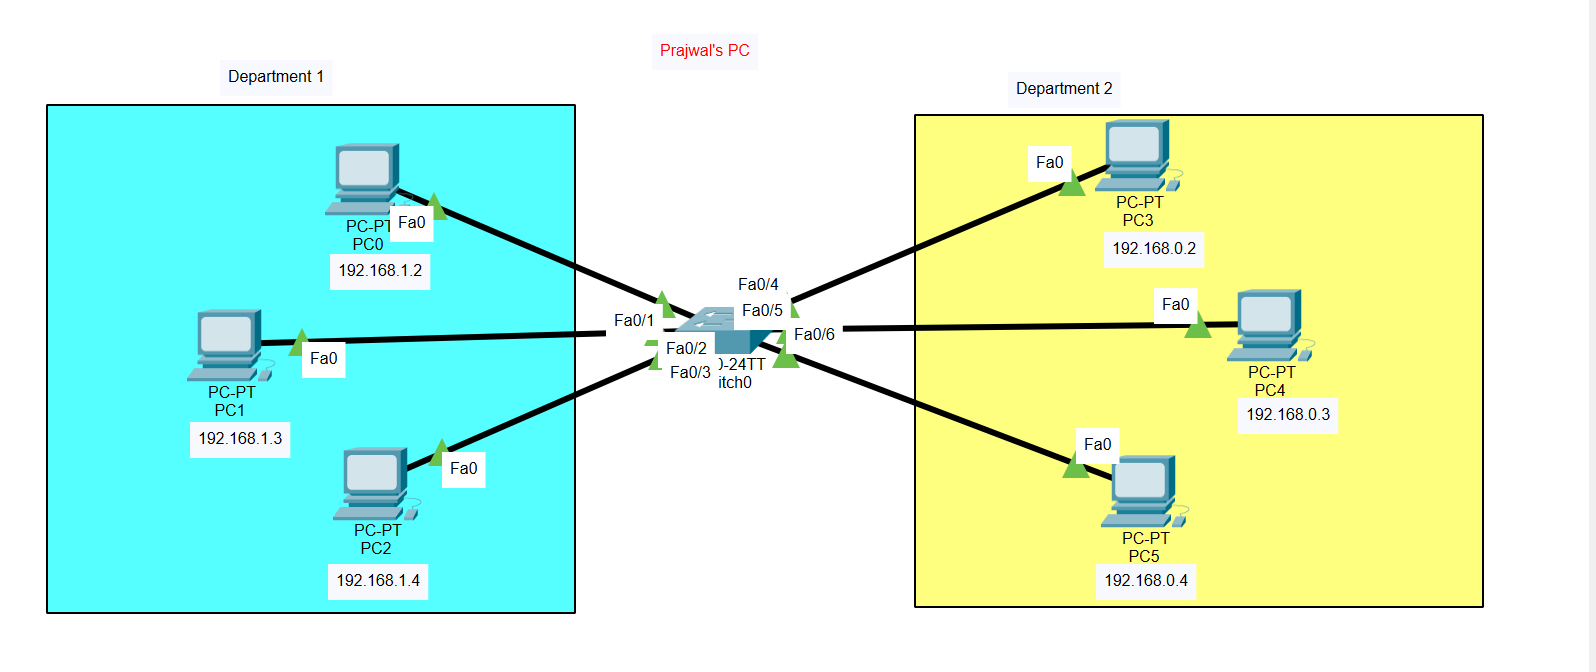 Prajwal's PC
Department 1
Department 2
Fa0
PC-PT
PC0
192.168.1.2
Fa0
PC-PT
PC1
192.168.1.3
Fa0
PC-PT
PC2
192.168.1.4
Fa0/1
Fa0/2
Fa0/3
Fa0/4
Fa0/5
Fa0/6
0-24TT
itch0
Fa0
PC-PT
PC3
192.168.0.2
Fa0
PC-PT
PC4
192.168.0.3
Fa0
PC-PT
PC5
192.168.0.4